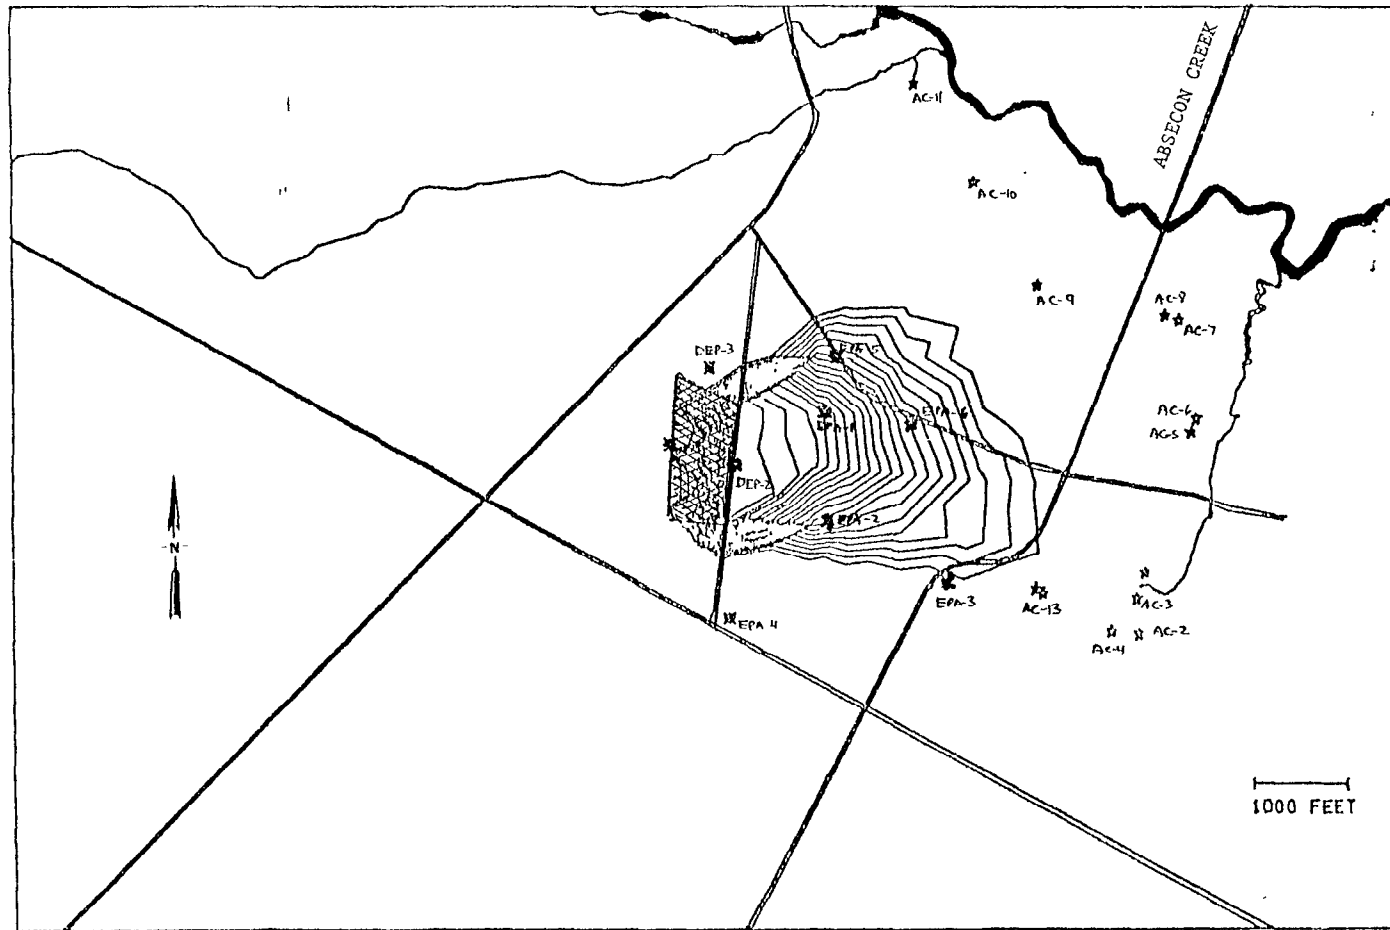 AC-11
ABSECON CREEK
AC-10
AC-9
AC-8
AC-7
DEP-3
EPA-5
AC-6
AC-5
EPA-6
EPA-1
DEP-2
EPA-2
EPA-3
AC-13
AC-3
AC-2
AC-4
EPA 4
-N-
1000 FEET